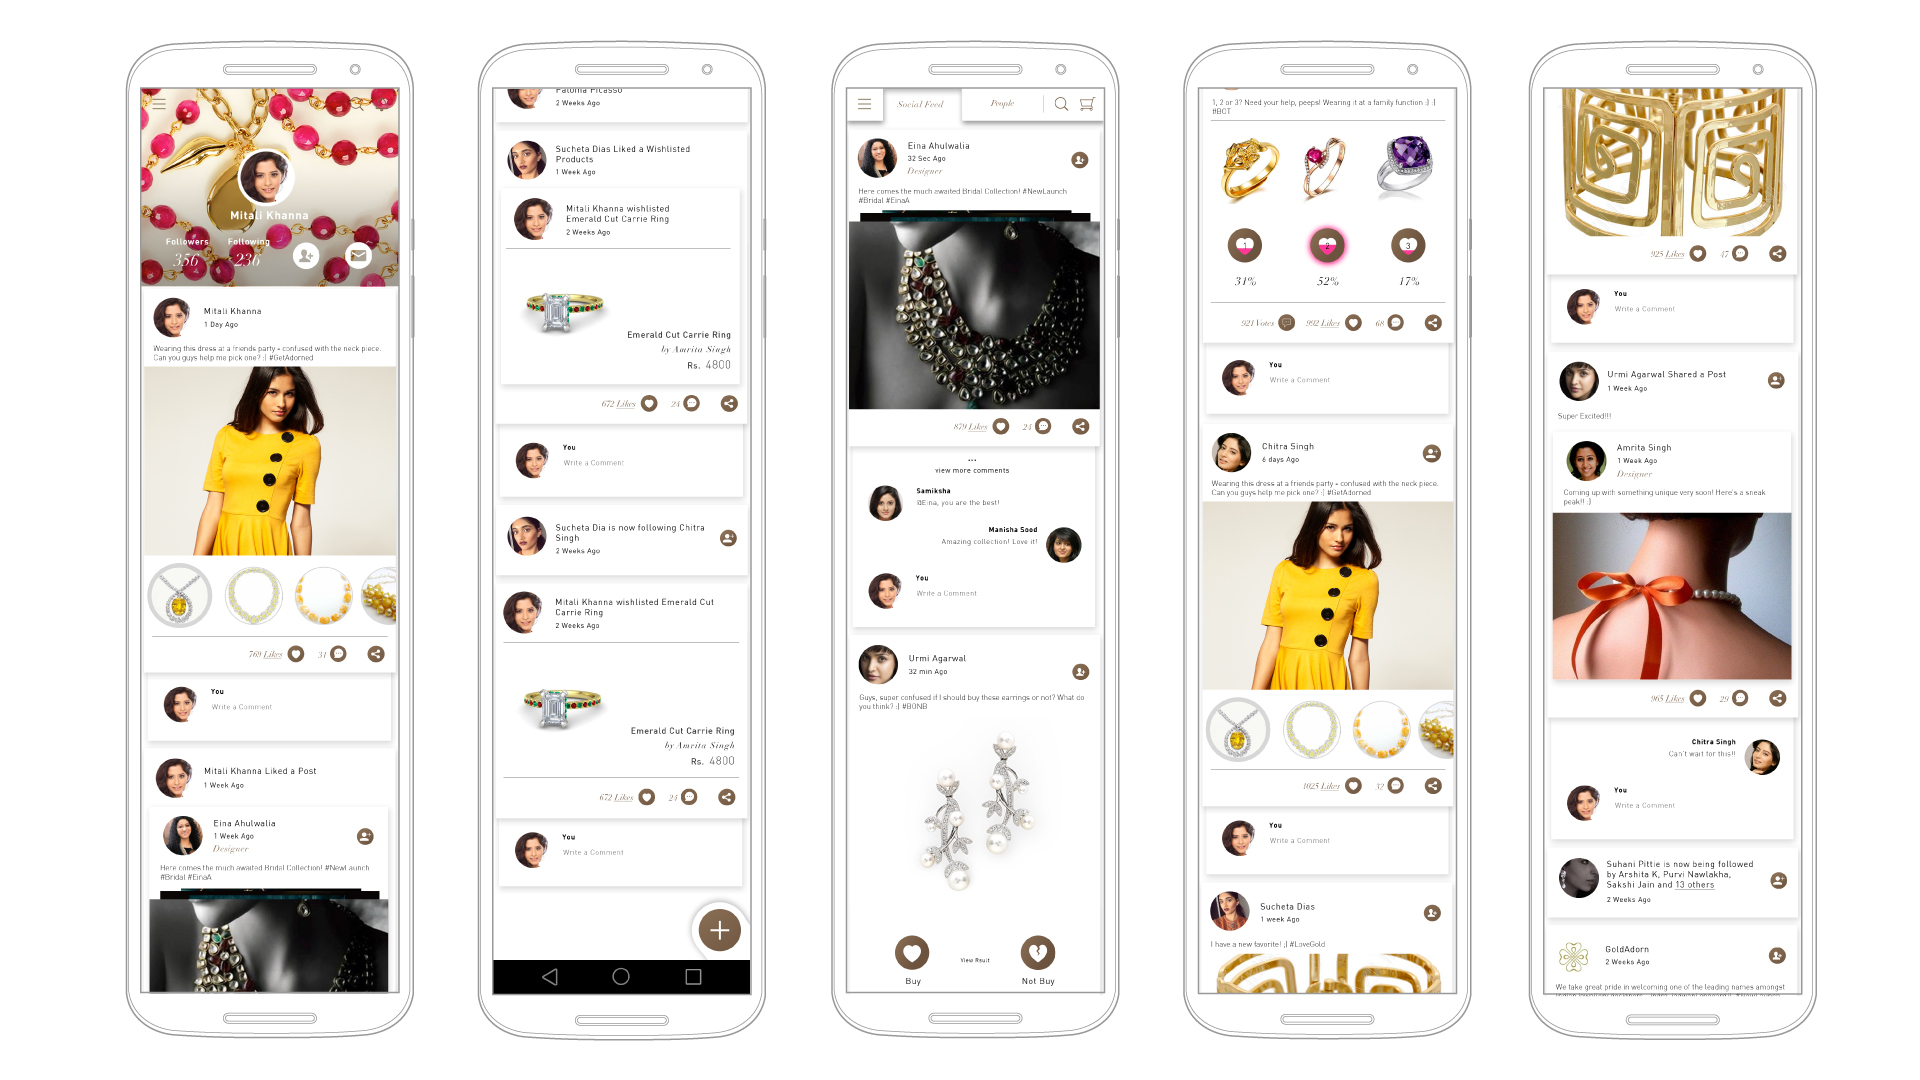 Mitali Khanna
Followers Following
356 236
Mitali Khanna
1 Day Ago
Wearing this dress at a friends party - confused with the neck piece.
Can you guys help me pick one? :| #GetAdorned
769 Likes 31
You
Write a Comment
Mitali Khanna Liked a Post
1 Week Ago
Eina Ahulwalia
1 Week Ago
Designer
Here comes the much awaited Bridal Collection! #NewLaunch
#Bridal #EinaA
Paloma Picasso
2 Weeks Ago
Sucheta Dias Liked a Wishlisted
Products
1 Week Ago
Mitali Khanna wishlisted
Emerald Cut Carrie Ring
2 Weeks Ago
Emerald Cut Carrie Ring
by Amrita Singh
Rs. 4800
672 Likes 24
You
Write a Comment
Sucheta Dia is now following Chitra
Singh
2 Weeks Ago
Mitali Khanna wishlisted Emerald Cut
Carrie Ring
2 Weeks Ago
Emerald Cut Carrie Ring
by Amrita Singh
Rs. 4800
672 Likes 24
You
Write a Comment
Social Feed People
Eina Ahulwalia
32 Sec Ago
Designer
Here comes the much awaited Bridal Collection! #NewLaunch
#Bridal #EinaA
879 Likes 24
...
view more comments
Samiksha
@Eina, you are the best!
Manisha Sood
Amazing collection! Love it!
You
Write a Comment
Urmi Agarwal
32 min Ago
Guys, super confused if I should buy these earrings or not? What do
you think? :| #BONB
View Rsult
Buy Not Buy
1, 2 or 3? Need your help, peeps! Wearing it at a family function :| :|
#BOT
1 2 3
31% 52% 17%
921 Votes 992 Likes 68
You
Write a Comment
Chitra Singh
6 days Ago
Wearing this dress at a friends party - confused with the neck piece.
Can you guys help me pick one? :| #GetAdorned
1025 Likes 32
You
Write a Comment
Sucheta Dias
1 week Ago
I have a new favorite! ;| #LoveGold
925 Likes 47
You
Write a Comment
Urmi Agarwal Shared a Post
1 Week Ago
Super Excited!!!
Amrita Singh
1 Week Ago
Designer
Coming up with something unique very soon! Here's a sneak
peak!! :)
965 Likes 29
Chitra Singh
Can't wait for this!!
You
Write a Comment
Suhani Pittie is now being followed
by Arshita K, Purvi Nawlakha,
Sakshi Jain and 13 others
2 Weeks Ago
GoldAdorn
2 Weeks Ago
We take great pride in welcoming one of the leading names amongst